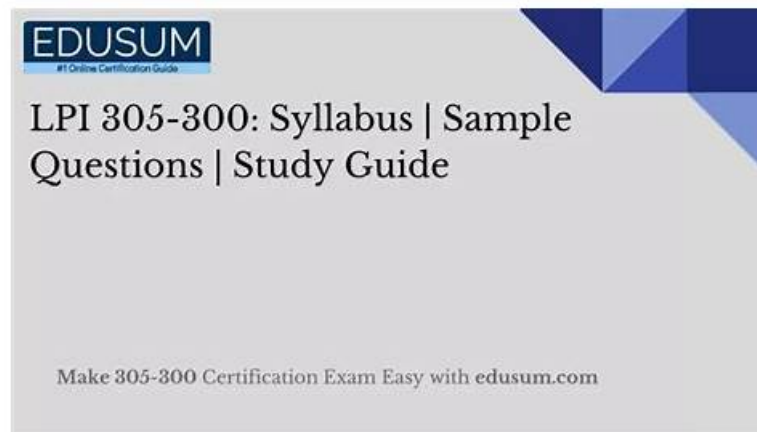 EDUSUM
#1 Online Certification Guide
LPI 305-300: Syllabus | Sample
Questions | Study Guide
Make 305-300 Certification Exam Easy with edusum.com